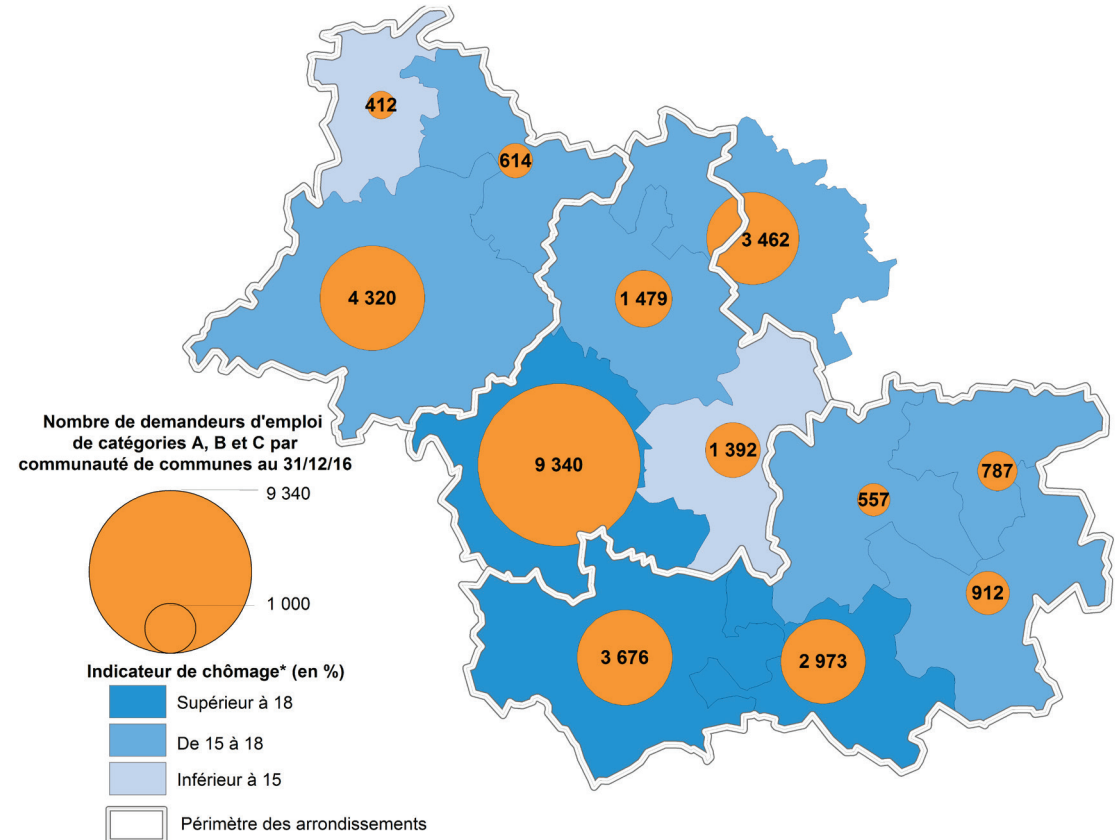 412
614
3 462
4 320
1 479
9 340
1 392
787
557
912
3 676
2 973
Nombre de demandeurs d'emploi
de catégories A, B et C par
communauté de communes au 31/12/16
9 340
1 000
Indicateur de chômage* (en %)
Supérieur à 18
De 15 à 18
Inférieur à 15
Périmètre des arrondissements